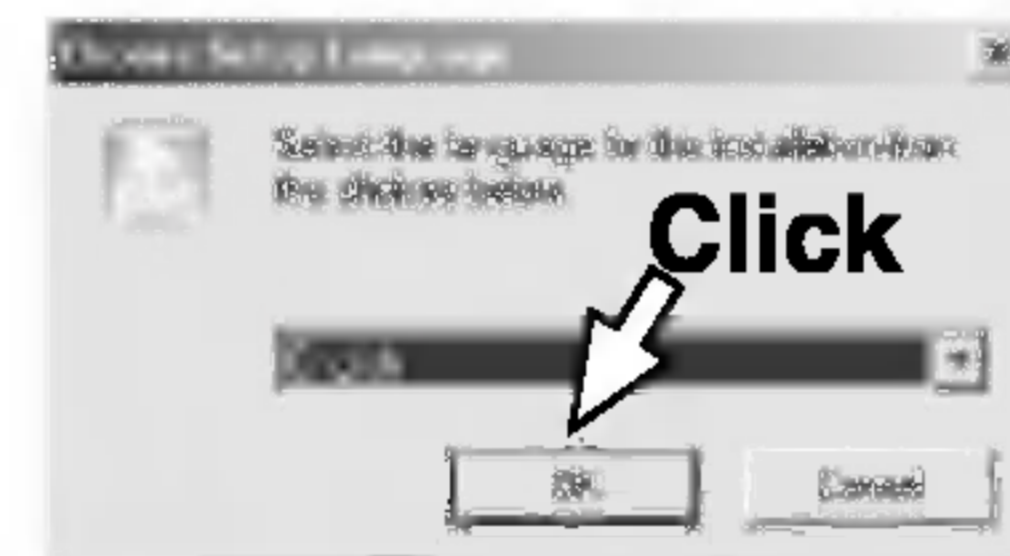 Choose Setup Language
Select the language for the installation from
the choices below.
Click
English
OK
Cancel